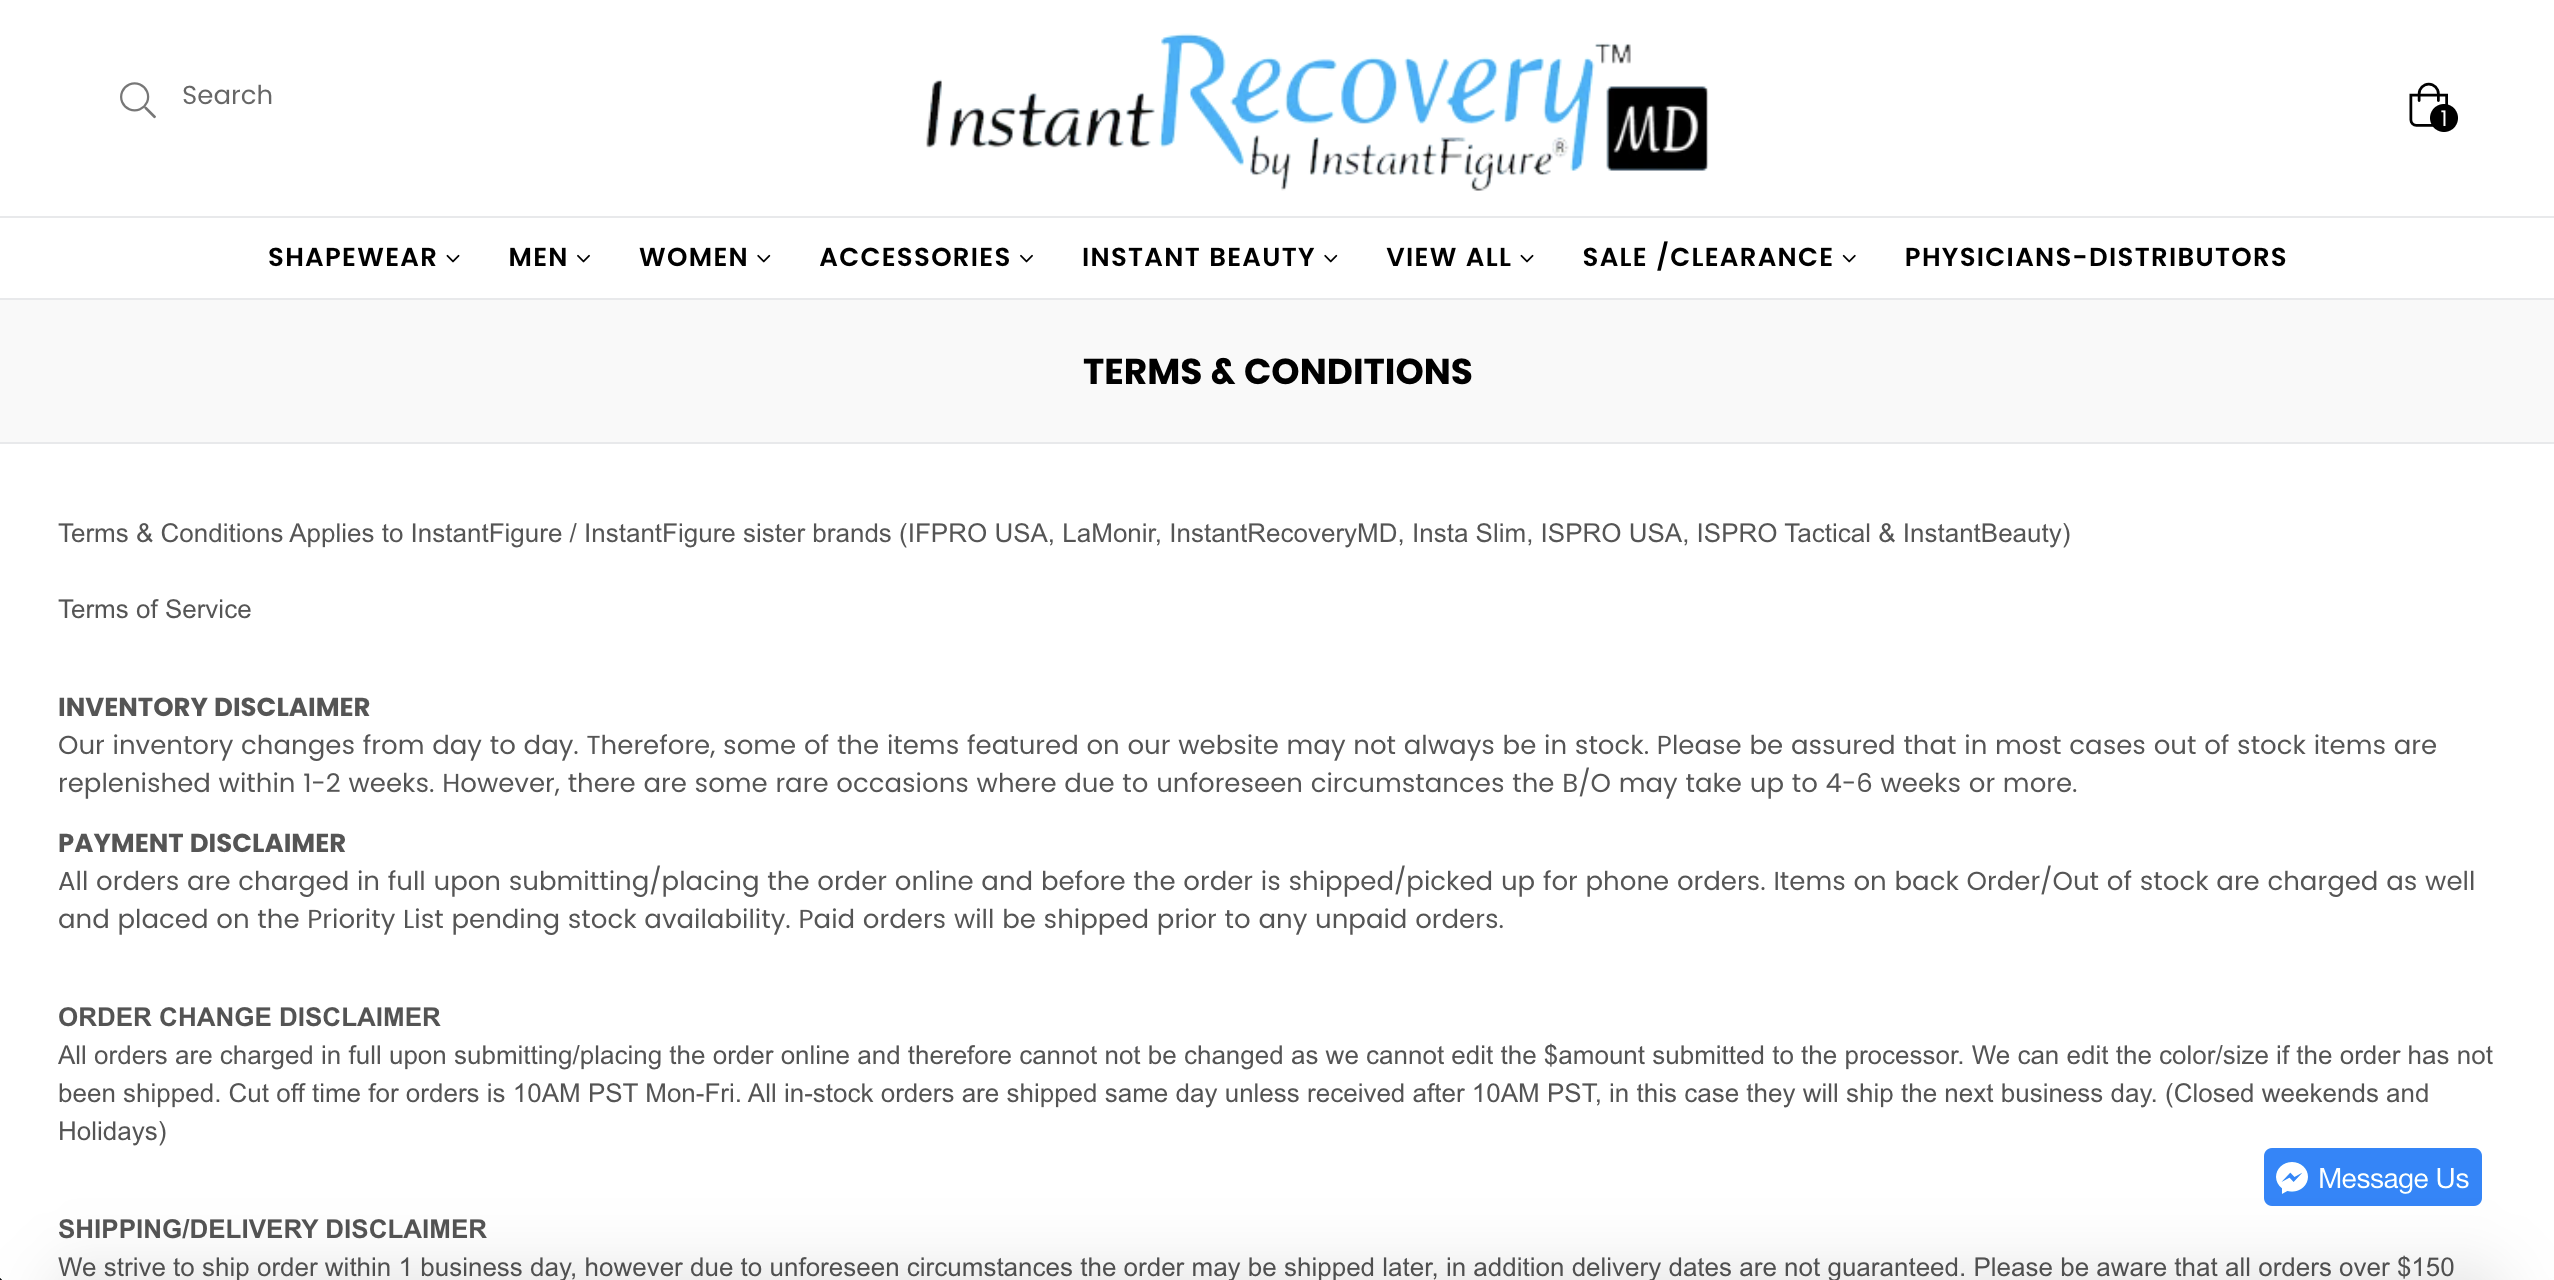 Search
Instant Recovery™ MD
by InstantFigure®
1
SHAPEWEAR
MEN
WOMEN
ACCESSORIES
INSTANT BEAUTY
VIEW ALL
SALE /CLEARANCE
PHYSICIANS-DISTRIBUTORS
TERMS & CONDITIONS
Terms & Conditions Applies to InstantFigure / InstantFigure sister brands (IFPRO USA, LaMonir, InstantRecoveryMD, Insta Slim, ISPRO USA, ISPRO Tactical & InstantBeauty)
Terms of Service
INVENTORY DISCLAIMER
Our inventory changes from day to day. Therefore, some of the items featured on our website may not always be in stock. Please be assured that in most cases out of stock items are
replenished within 1-2 weeks. However, there are some rare occasions where due to unforeseen circumstances the B/O may take up to 4-6 weeks or more.
PAYMENT DISCLAIMER
All orders are charged in full upon submitting/placing the order online and before the order is shipped/picked up for phone orders. Items on back Order/Out of stock are charged as well
and placed on the Priority List pending stock availability. Paid orders will be shipped prior to any unpaid orders.
ORDER CHANGE DISCLAIMER
All orders are charged in full upon submitting/placing the order online and therefore cannot not be changed as we cannot edit the $amount submitted to the processor. We can edit the color/size if the order has not
been shipped. Cut off time for orders is 10AM PST Mon-Fri. All in-stock orders are shipped same day unless received after 10AM PST, in this case they will ship the next business day. (Closed weekends and
Holidays)
Message Us
SHIPPING/DELIVERY DISCLAIMER
We strive to ship order within 1 business day, however due to unforeseen circumstances the order may be shipped later, in addition delivery dates are not guaranteed. Please be aware that all orders over $150